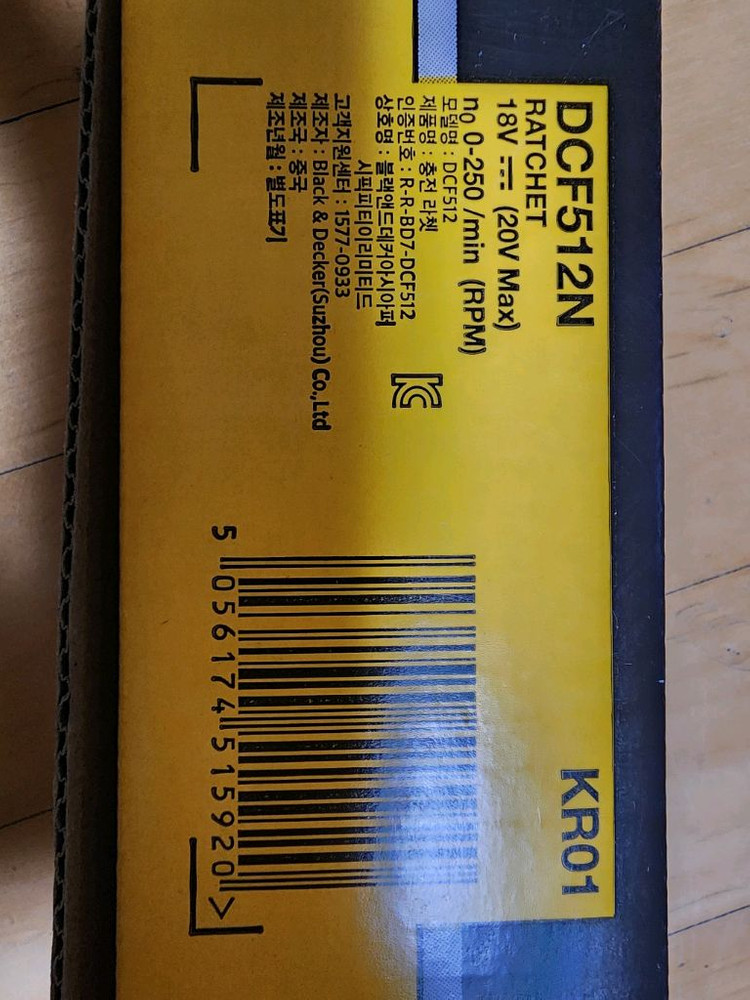 DCF512N
KR01
RATCHET
18V ⎓ (20V Max)
n₀ 0-250 /min (RPM)
모델명 : DCF512
제품명 : 충전 라쳇
인증번호 : R-R-BD7-DCF512
상호명 : 블랙앤드데커아시아퍼
시픽피티이리미티드
고객지원센터 : 1577-0933
제조자 : Black & Decker(Suzhou) Co.,Ltd
제조국 : 중국
제조년월 : 별도표기
KC
5 056174 515920 >